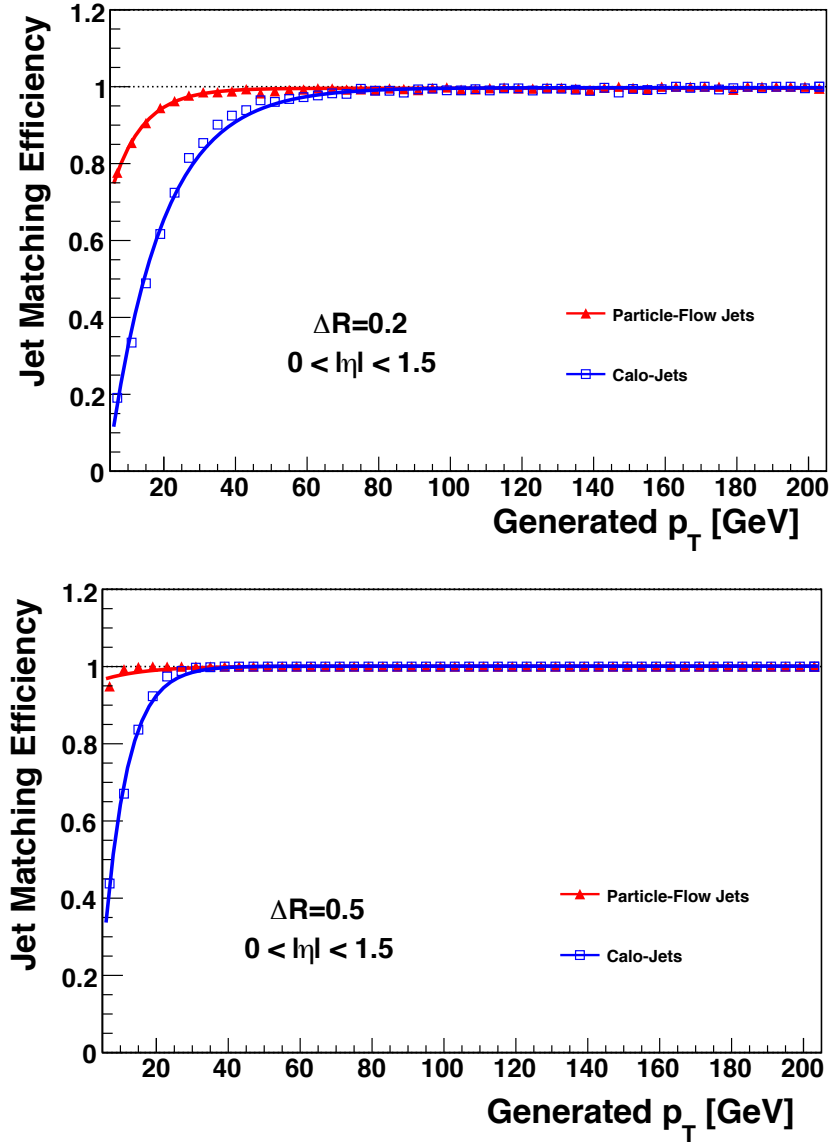 Jet Matching Efficiency
1.2
1
0.8
0.6
0.4
0.2
0
ΔR=0.2
0 < |η| < 1.5
Particle-Flow Jets
Calo-Jets
20 40 60 80 100 120 140 160 180 200
Generated p_T [GeV]
Jet Matching Efficiency
1.2
1
0.8
0.6
0.4
0.2
0
ΔR=0.5
0 < |η| < 1.5
Particle-Flow Jets
Calo-Jets
20 40 60 80 100 120 140 160 180 200
Generated p_T [GeV]